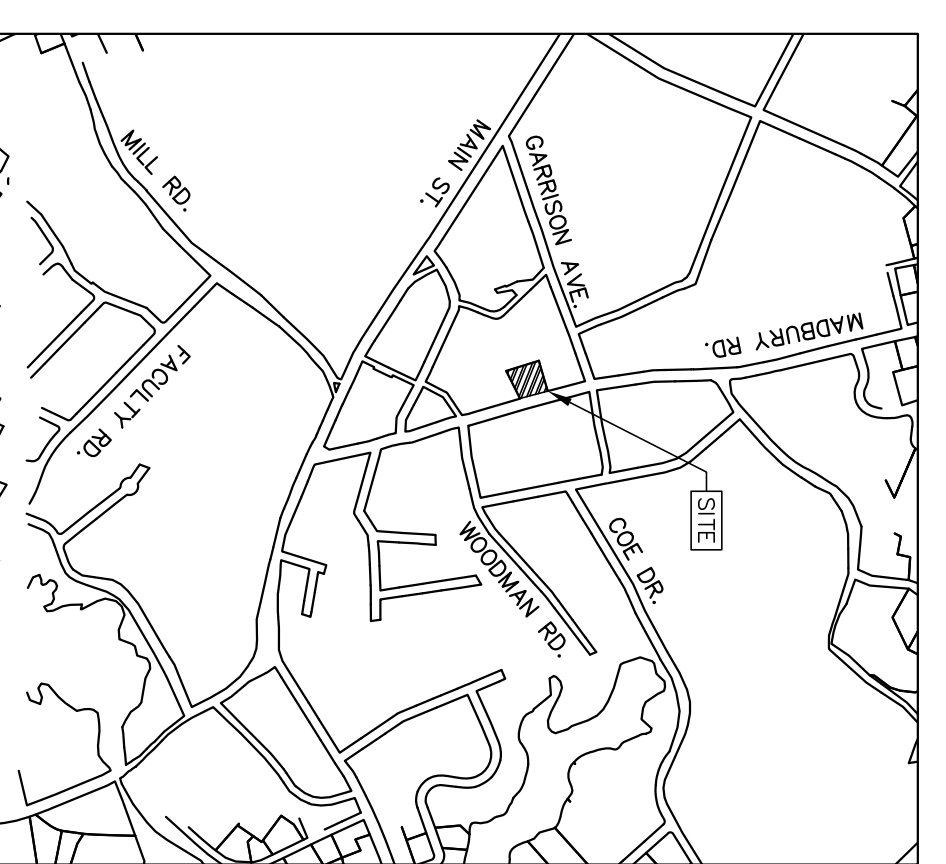 MILL RD.
MAIN ST.
GARRISON AVE.
MADBURY RD.
FACULTY RD.
SITE
WOODMAN RD.
COE DR.